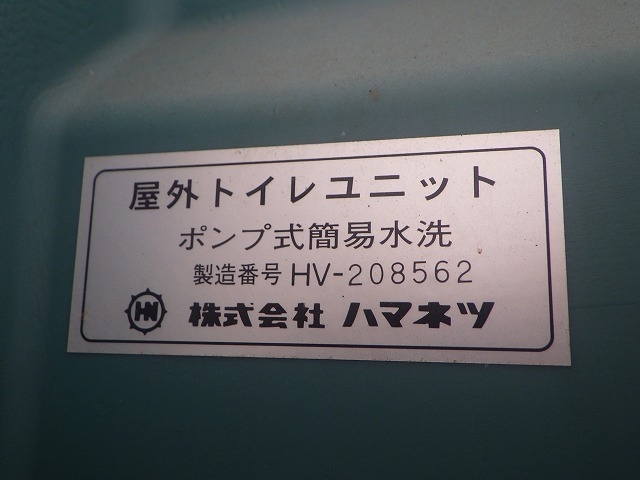 屋外トイレユニット
ポンプ式簡易水洗
製造番号 HV-208562
HN 株式会社 ハマネツ